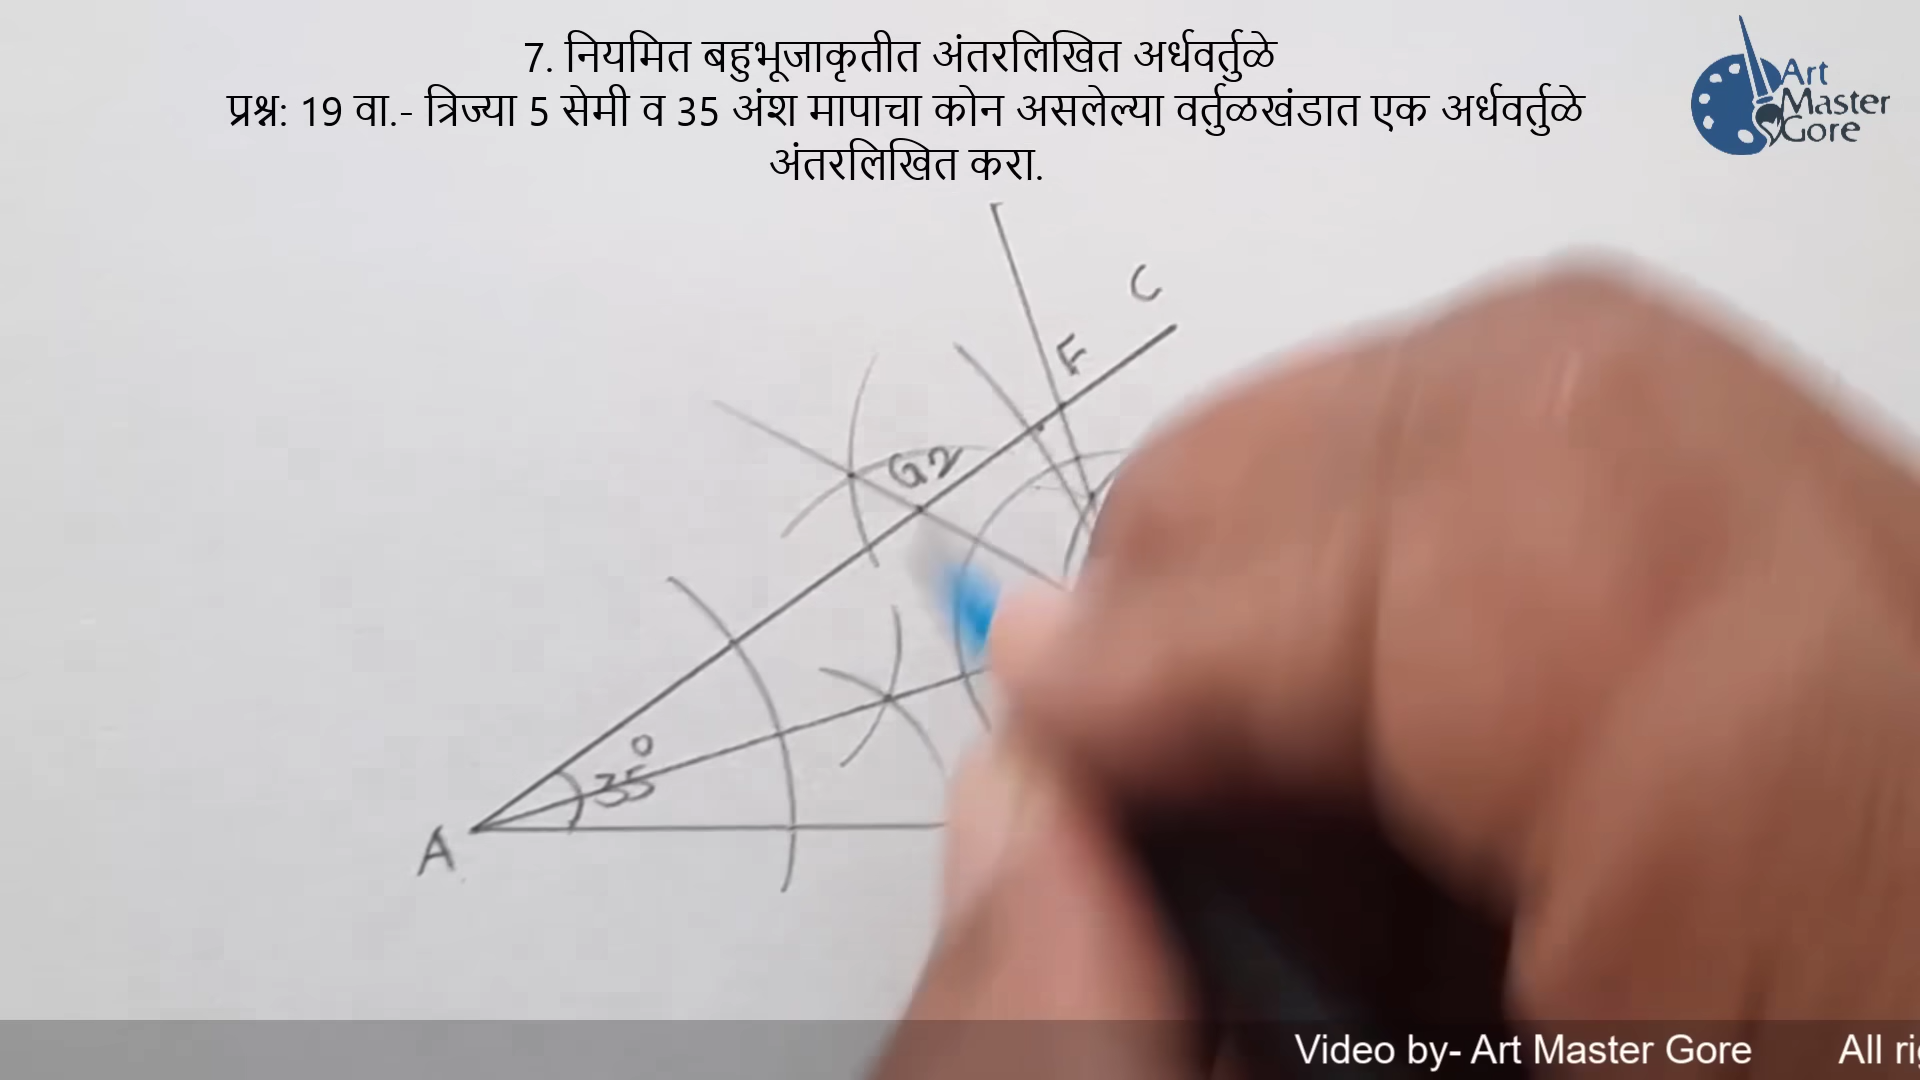 7. नियमित बहुभूजाकृतीत अंतरलिखित अर्धवर्तुळे
प्रश्न: 19 वा.- त्रिज्या 5 सेमी व 35 अंश मापाचा कोन असलेल्या वर्तुळखंडात एक अर्धवर्तुळे
अंतरलिखित करा.
Art
Master
Gore
C
F
G2
35°
A
Video by- Art Master Gore All